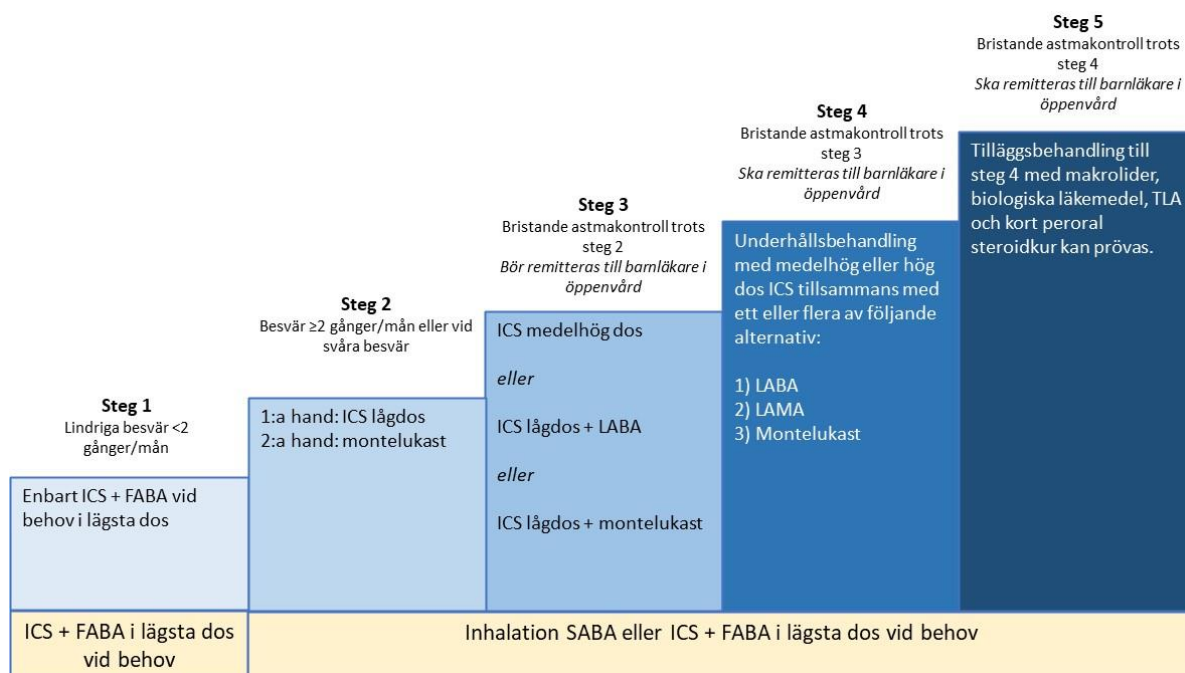 Steg 1
Lindriga besvär <2
gånger/mån
Enbart ICS + FABA vid
behov i lägsta dos
Steg 2
Besvär ≥2 gånger/mån eller vid
svåra besvär
1:a hand: ICS lågdos
2:a hand: montelukast
Steg 3
Bristande astmakontroll trots
steg 2
Bör remitteras till barnläkare i
öppenvård
ICS medelhög dos
eller
ICS lågdos + LABA
eller
ICS lågdos + montelukast
Steg 4
Bristande astmakontroll trots
steg 3
Ska remitteras till barnläkare i
öppenvård
Underhållsbehandling
med medelhög eller hög
dos ICS tillsammans med
ett eller flera av följande
alternativ:
1) LABA
2) LAMA
3) Montelukast
Steg 5
Bristande astmakontroll trots
steg 4
Ska remitteras till barnläkare i
öppenvård
Tilläggsbehandling till
steg 4 med makrolider,
biologiska läkemedel, TLA
och kort peroral
steroidkur kan prövas.
ICS + FABA i lägsta dos
vid behov
Inhalation SABA eller ICS + FABA i lägsta dos vid behov